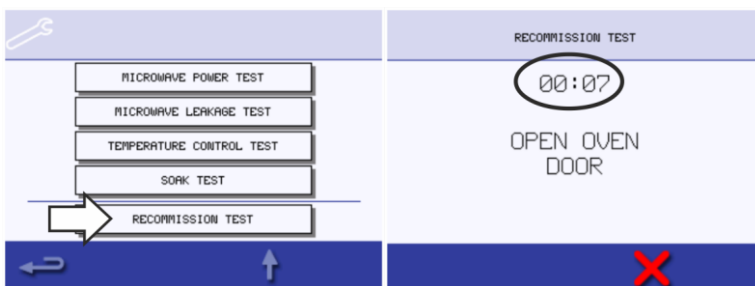 MICROWAVE POWER TEST
MICROWAVE LEAKAGE TEST
TEMPERATURE CONTROL TEST
SOAK TEST
RECOMMISSION TEST
RECOMMISSION TEST
00:07
OPEN OVEN
DOOR